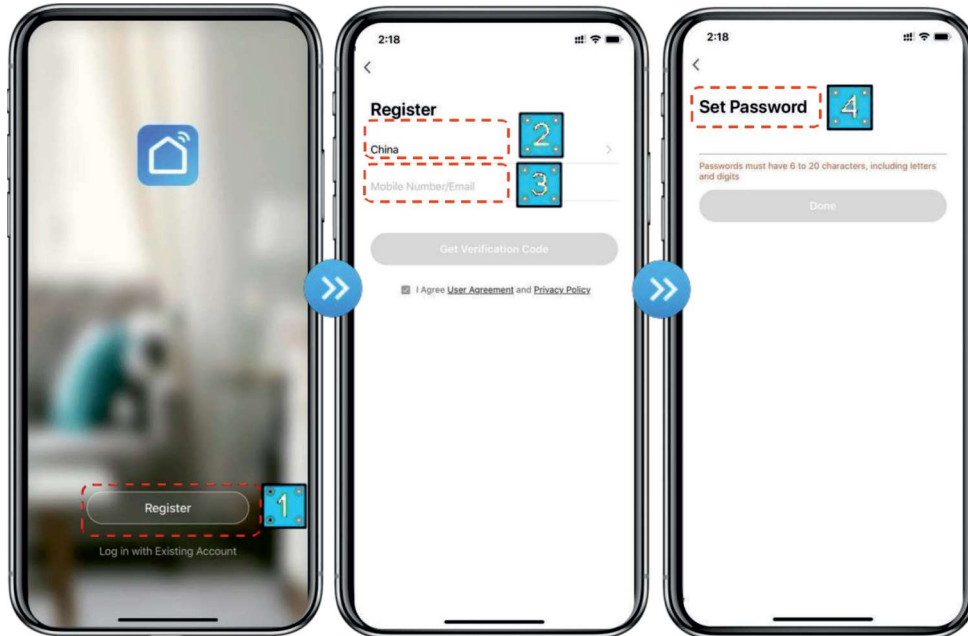 Register
1
Log in with Existing Account
2:18
Register
2
China
3
Mobile Number/Email
Get Verification Code
I Agree User Agreement and Privacy Policy
2:18
Set Password
4
Passwords must have 6 to 20 characters, including letters
and digits
Done